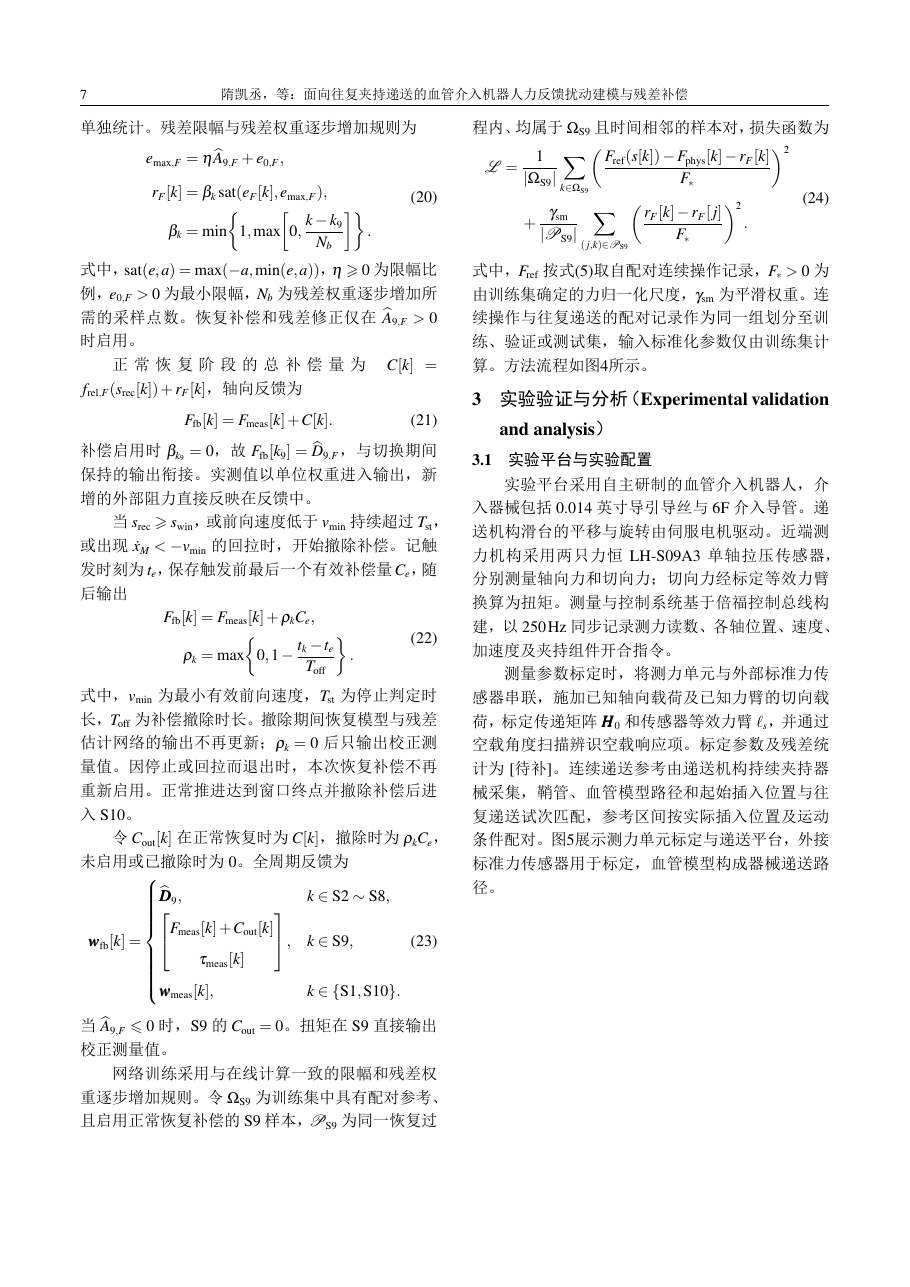 7
隋凯丞，等：面向往复夹持递送的血管介入机器人力反馈扰动建模与残差补偿
单独统计。残差限幅与残差权重逐步增加规则为
e_{max,F} = ηÂ_{9,F} + e_{0,F},
r_F[k] = β_k sat(e_F[k], e_{max,F}),
(20)
β_k = min{1, max[0, (k − k_9)/N_b]}.
式中，sat(e,a) = max(−a, min(e,a))，η ⩾ 0 为限幅比
例，e_{0,F} > 0 为最小限幅，N_b 为残差权重逐步增加所
需的采样点数。恢复补偿和残差修正仅在 Â_{9,F} > 0
时启用。
正常恢复阶段的总补偿量为 C[k] =
f_{rel,F}(s_{rec}[k]) + r_F[k]，轴向反馈为
F_{fb}[k] = F_{meas}[k] + C[k]. (21)
补偿启用时 β_{k_9} = 0，故 F_{fb}[k_9] = D̂_{9,F}，与切换期间
保持的输出衔接。实测值以单位权重进入输出，新
增的外部阻力直接反映在反馈中。
当 s_{rec} ⩾ s_{win}，或前向速度低于 v_{min} 持续超过 T_{st}，
或出现 ẋ_M < −v_{min} 的回拉时，开始撤除补偿。记触
发时刻为 t_e，保存触发前最后一个有效补偿量 C_e，随
后输出
F_{fb}[k] = F_{meas}[k] + ρ_k C_e,
(22)
ρ_k = max{0, 1 − (t_k − t_e)/T_{off}}.
式中，v_{min} 为最小有效前向速度，T_{st} 为停止判定时
长，T_{off} 为补偿撤除时长。撤除期间恢复模型与残差
估计网络的输出不再更新；ρ_k = 0 后只输出校正测
量值。因停止或回拉而退出时，本次恢复补偿不再
重新启用。正常推进达到窗口终点并撤除补偿后进
入 S10。
令 C_{out}[k] 在正常恢复时为 C[k]，撤除时为 ρ_k C_e，
未启用或已撤除时为 0。全周期反馈为
w_{fb}[k] = { D̂_9, k ∈ S2 ∼ S8,
[F_{meas}[k] + C_{out}[k]
τ_{meas}[k]], k ∈ S9, (23)
w_{meas}[k], k ∈ {S1, S10}.
当 Â_{9,F} ⩽ 0 时，S9 的 C_{out} = 0。扭矩在 S9 直接输出
校正测量值。
网络训练采用与在线计算一致的限幅和残差权
重逐步增加规则。令 Ω_{S9} 为训练集中具有配对参考、
且启用正常恢复补偿的 S9 样本，𝒫_{S9} 为同一恢复过
程内、均属于 Ω_{S9} 且时间相邻的样本对，损失函数为
ℒ = 1/|Ω_{S9}| ∑_{k∈Ω_{S9}} ((F_{ref}(s[k]) − F_{phys}[k] − r_F[k])/F_*)^2
(24)
+ γ_{sm}/|𝒫_{S9}| ∑_{(j,k)∈𝒫_{S9}} ((r_F[k] − r_F[j])/F_*)^2.
式中，F_{ref} 按式(5)取自配对连续操作记录，F_* > 0 为
由训练集确定的力归一化尺度，γ_{sm} 为平滑权重。连
续操作与往复递送的配对记录作为同一组划分至训
练、验证或测试集，输入标准化参数仅由训练集计
算。方法流程如图4所示。
3 实验验证与分析（Experimental validation
and analysis）
3.1 实验平台与实验配置
实验平台采用自主研制的血管介入机器人，介
入器械包括 0.014 英寸导引导丝与 6F 介入导管。递
送机构滑台的平移与旋转由伺服电机驱动。近端测
力机构采用两只力恒 LH-S09A3 单轴拉压传感器，
分别测量轴向力和切向力；切向力经标定等效力臂
换算为扭矩。测量与控制系统基于倍福控制总线构
建，以 250Hz 同步记录测力读数、各轴位置、速度、
加速度及夹持组件开合指令。
测量参数标定时，将测力单元与外部标准力传
感器串联，施加已知轴向载荷及已知力臂的切向载
荷，标定传递矩阵 H_0 和传感器等效力臂 ℓ_s，并通过
空载角度扫描辨识空载响应项。标定参数及残差统
计为 [待补]。连续递送参考由递送机构持续夹持器
械采集，鞘管、血管模型路径和起始插入位置与往
复递送试次匹配，参考区间按实际插入位置及运动
条件配对。图5展示测力单元标定与递送平台，外接
标准力传感器用于标定，血管模型构成器械递送路
径。